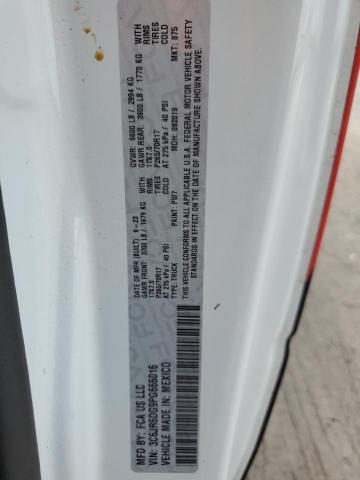 MFD BY: FCA US LLC
DATE OF MFR (BUILT): 9-23 GVWR: 6600 LB / 2994 KG
GAWR FRONT: 3700 LB / 1679 KG WITH GAWR REAR: 3900 LB / 1770 KG WITH
17X7.0 RIMS 17X7.0 RIMS
P265/70R17 TIRES P265/70R17 TIRES
AT 275 kPa / 40 PSI COLD AT 275 kPa / 40 PSI COLD
TYPE: TRUCK PAINT: PW7 MDH: 092019 MKT: 875
THIS VEHICLE CONFORMS TO ALL APPLICABLE U.S.A. FEDERAL MOTOR VEHICLE SAFETY
STANDARDS IN EFFECT ON THE DATE OF MANUFACTURE SHOWN ABOVE.
VIN: 3C6JR6DG9PG666016
VEHICLE MADE IN: MEXICO